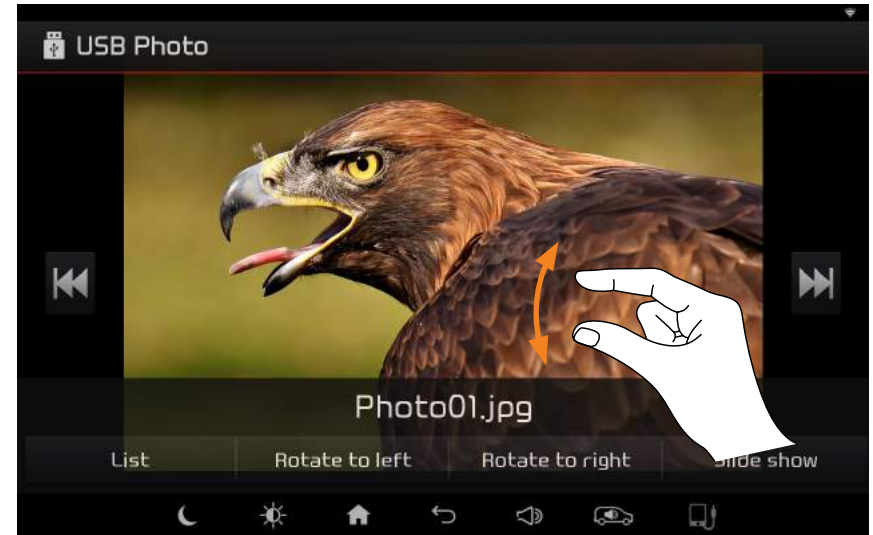 USB Photo
Photo01.jpg
List
Rotate to left
Rotate to right
Slide show